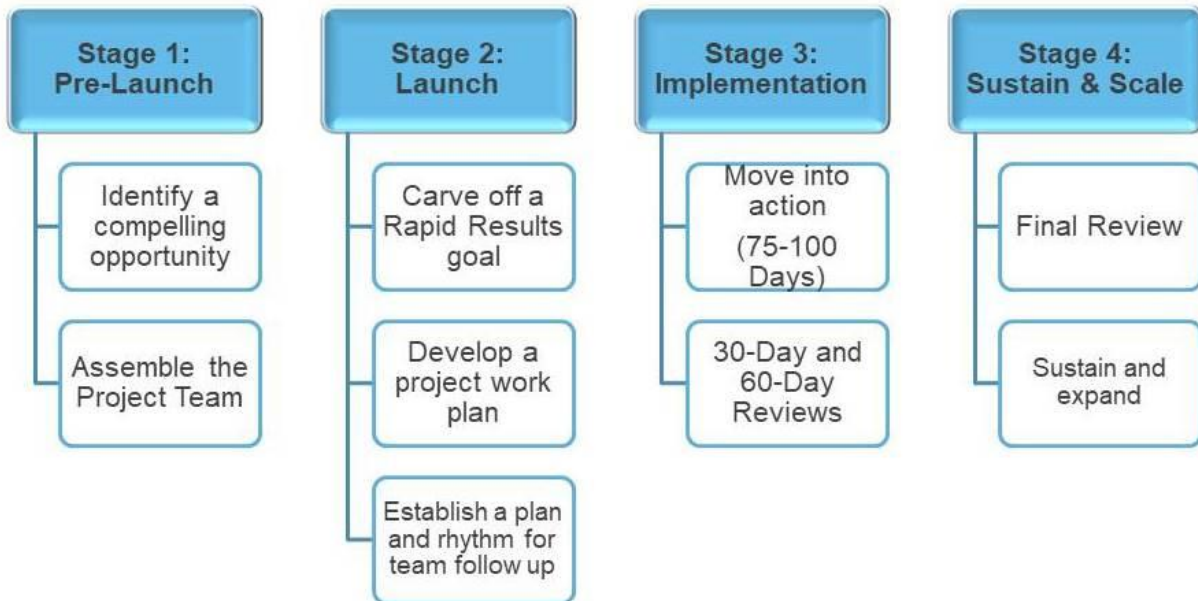 Stage 1:
Pre-Launch
Identify a
compelling
opportunity
Assemble the
Project Team
Stage 2:
Launch
Carve off a
Rapid Results
goal
Develop a
project work
plan
Establish a plan
and rhythm for
team follow up
Stage 3:
Implementation
Move into
action
(75-100
Days)
30-Day and
60-Day
Reviews
Stage 4:
Sustain & Scale
Final Review
Sustain and
expand